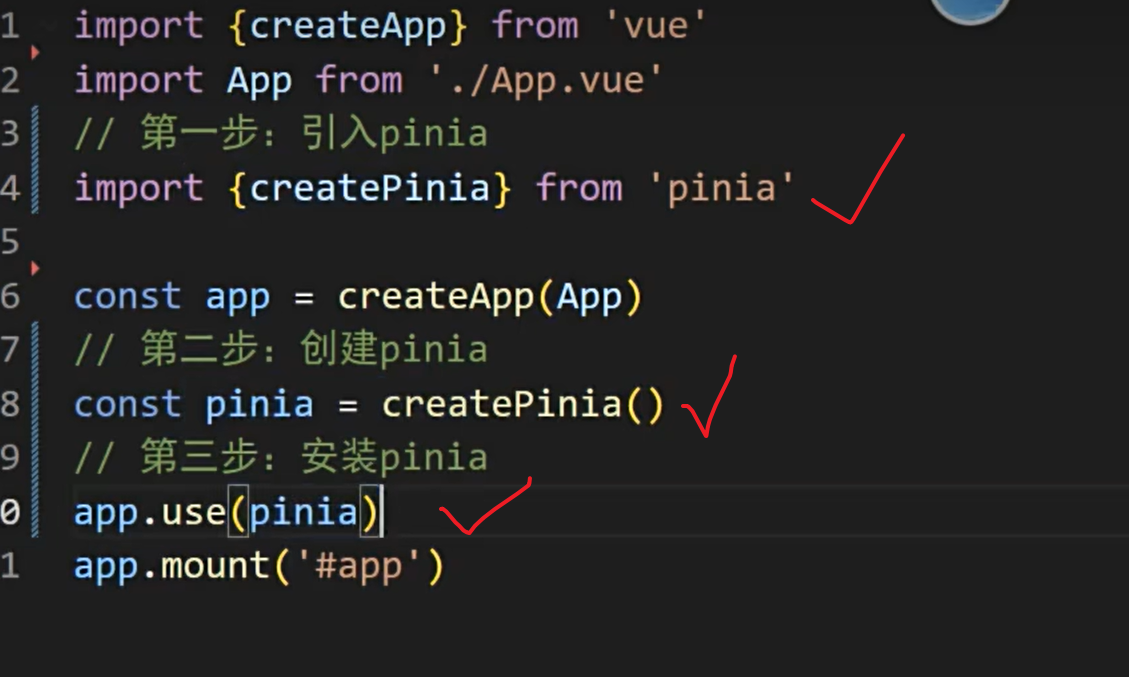 1 import {createApp} from 'vue'
2 import App from './App.vue'
3 // 第一步：引入pinia
4 import {createPinia} from 'pinia'
5
6 const app = createApp(App)
7 // 第二步：创建pinia
8 const pinia = createPinia()
9 // 第三步：安装pinia
0 app.use(pinia)
1 app.mount('#app')